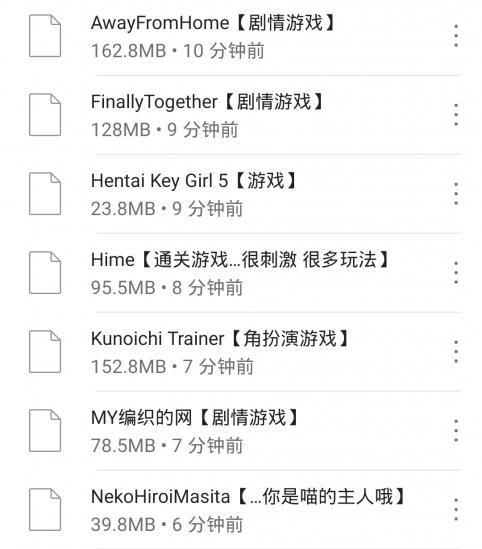 AwayFromHome【剧情游戏】
162.8MB • 10 分钟前
FinallyTogether【剧情游戏】
128MB • 9 分钟前
Hentai Key Girl 5【游戏】
23.8MB • 9 分钟前
Hime【通关游戏...很刺激 很多玩法】
95.5MB • 8 分钟前
Kunoichi Trainer【角扮演游戏】
152.8MB • 7 分钟前
MY编织的网【剧情游戏】
78.5MB • 7 分钟前
NekoHiroiMasita【...你是喵的主人哦】
39.8MB • 6 分钟前